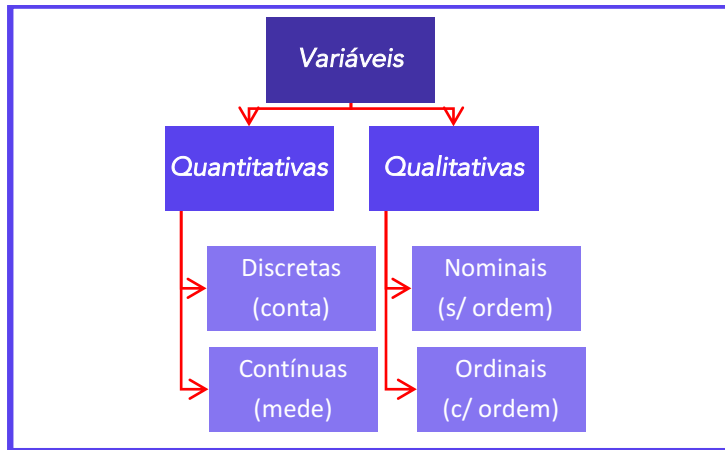 Variáveis
Quantitativas
Qualitativas
Discretas
(conta)
Nominais
(s/ ordem)
Contínuas
(mede)
Ordinais
(c/ ordem)